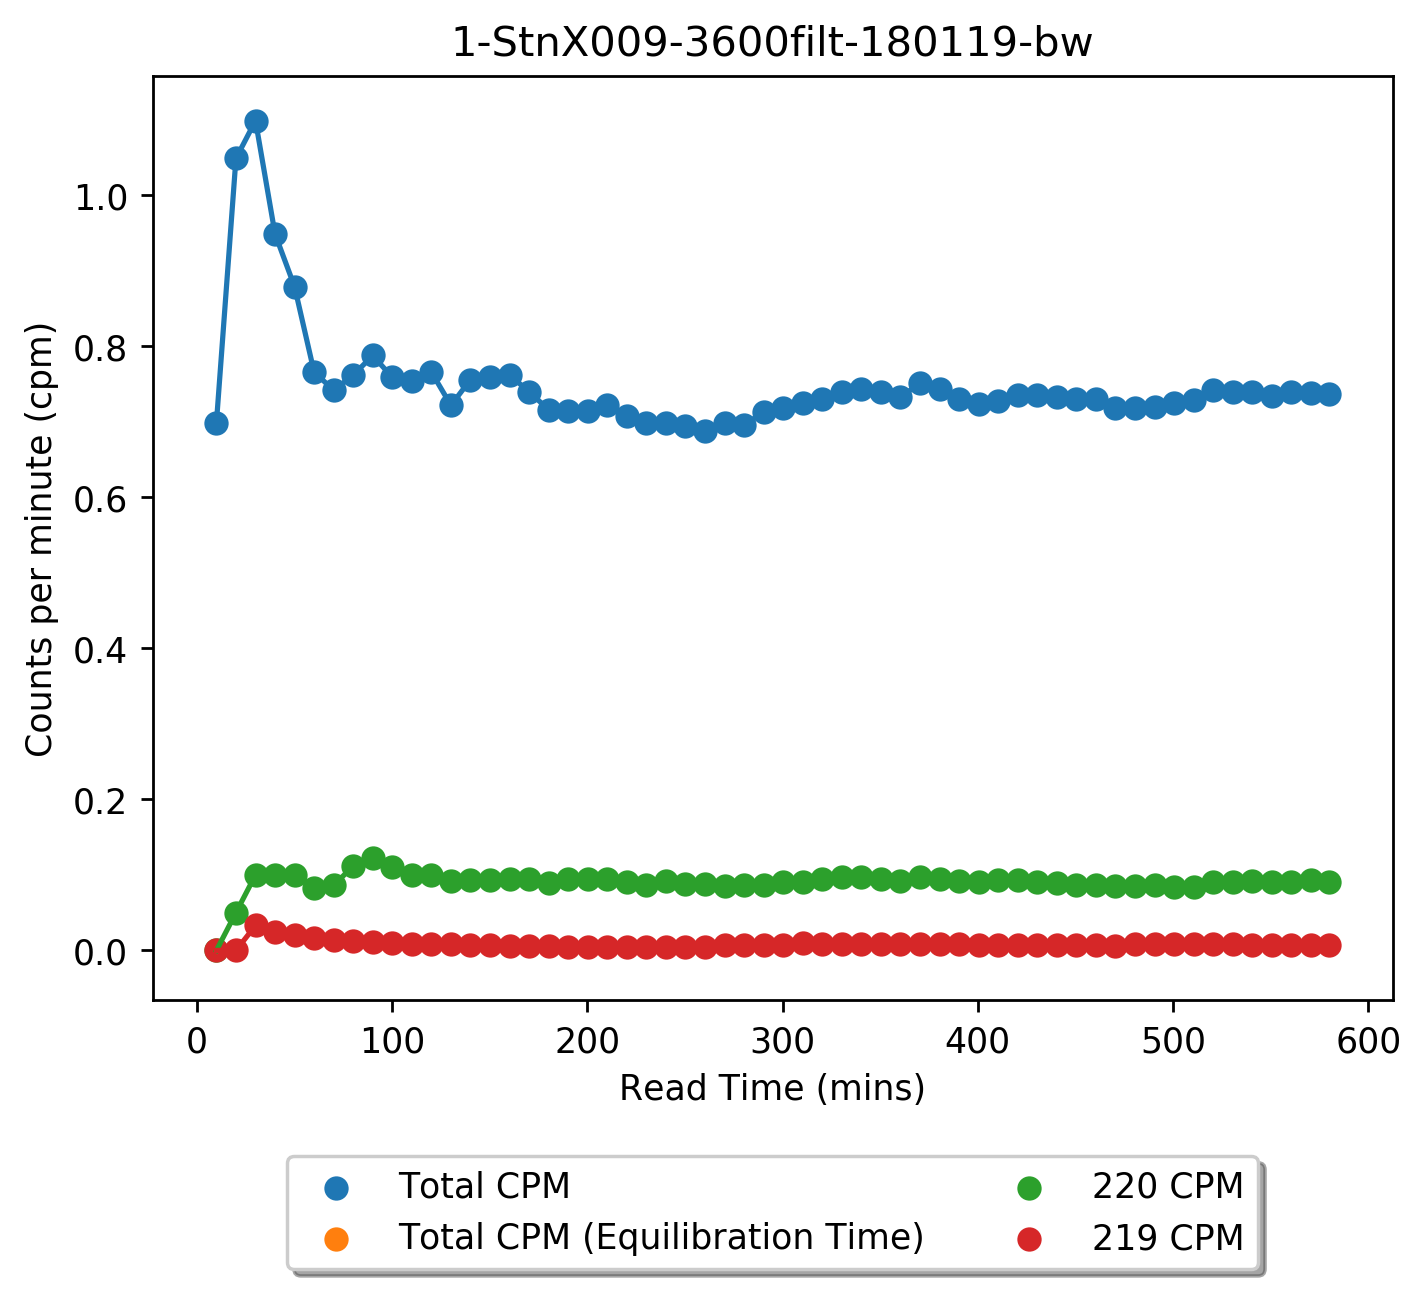 1-StnX009-3600filt-180119-bw
Counts per minute (cpm)
1.0
0.8
0.6
0.4
0.2
0.0
0 100 200 300 400 500 600
Read Time (mins)
Total CPM
Total CPM (Equilibration Time)
220 CPM
219 CPM